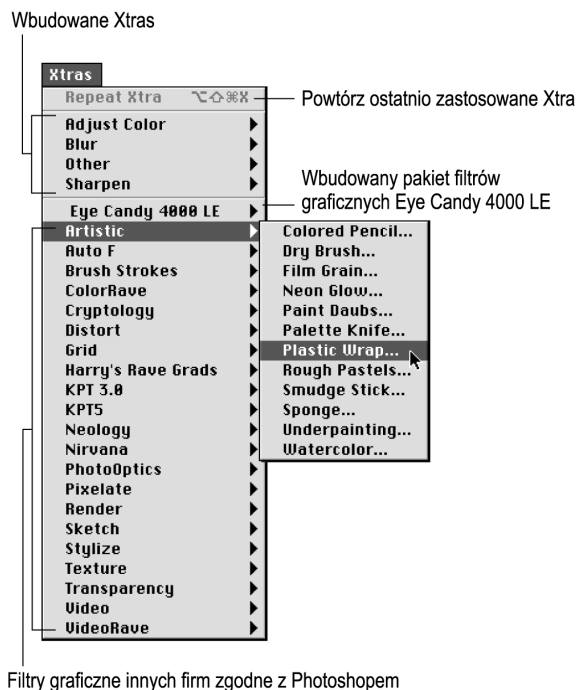 Wbudowane Xtras
Xtras
Repeat Xtra ⌥⇧⌘X
Powtórz ostatnio zastosowane Xtra
Adjust Color
Blur
Other
Sharpen
Wbudowany pakiet filtrów
graficznych Eye Candy 4000 LE
Eye Candy 4000 LE
Artistic
Auto F
Brush Strokes
ColorRave
Cryptology
Distort
Grid
Harry's Rave Grads
KPT 3.0
KPT5
Neology
Nirvana
PhotoOptics
Pixelate
Render
Sketch
Stylize
Texture
Transparency
Video
VideoRave
Colored Pencil...
Dry Brush...
Film Grain...
Neon Glow...
Paint Daubs...
Palette Knife...
Plastic Wrap...
Rough Pastels...
Smudge Stick...
Sponge...
Underpainting...
Watercolor...
Filtry graficzne innych firm zgodne z Photoshopem